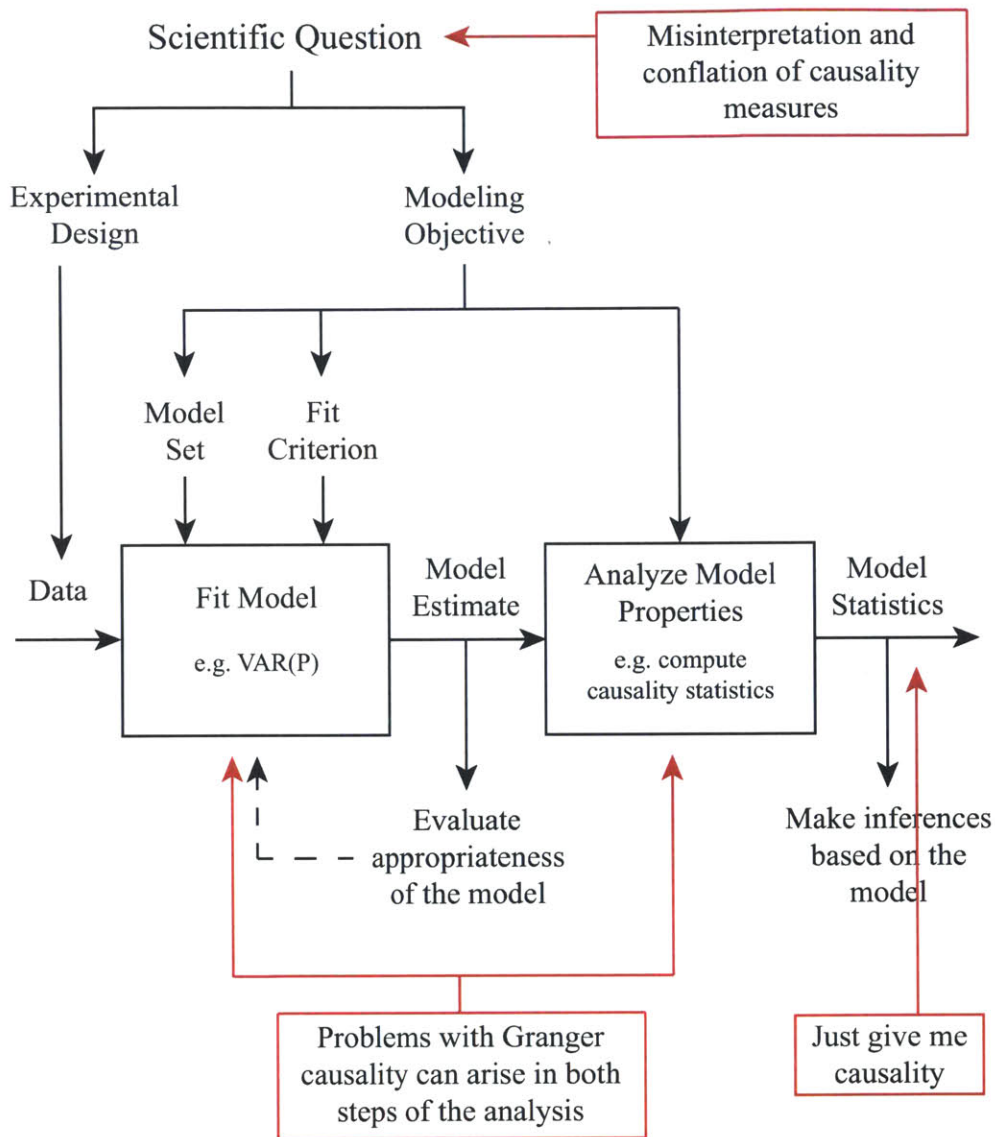 Scientific Question
Misinterpretation and
conflation of causality
measures
Experimental
Design
Modeling
Objective
Model
Set
Fit
Criterion
Data
Fit Model
e.g. VAR(P)
Model
Estimate
Analyze Model
Properties
e.g. compute
causality statistics
Model
Statistics
Evaluate
appropriateness
of the model
Make inferences
based on the
model
Problems with Granger
causality can arise in both
steps of the analysis
Just give me
causality